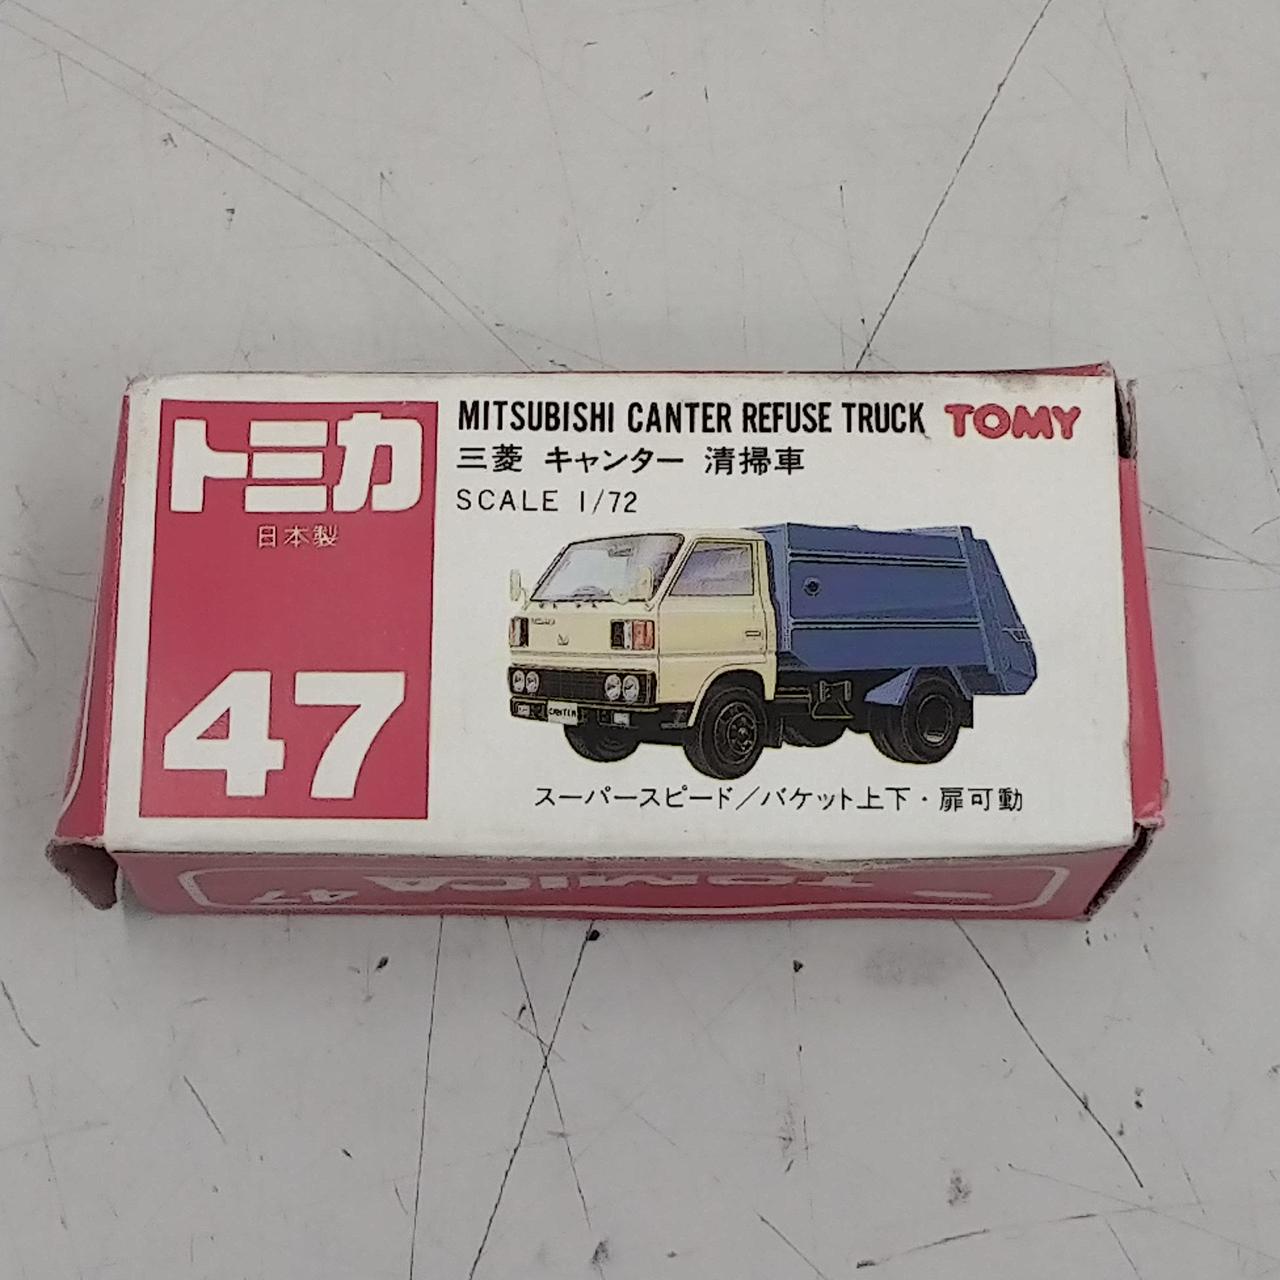 トミカ
日本製
47
MITSUBISHI CANTER REFUSE TRUCK TOMY
三菱 キャンター 清掃車
SCALE 1/72
CANTER
スーパースピード／バケット上下・扉可動
TOMICA
47